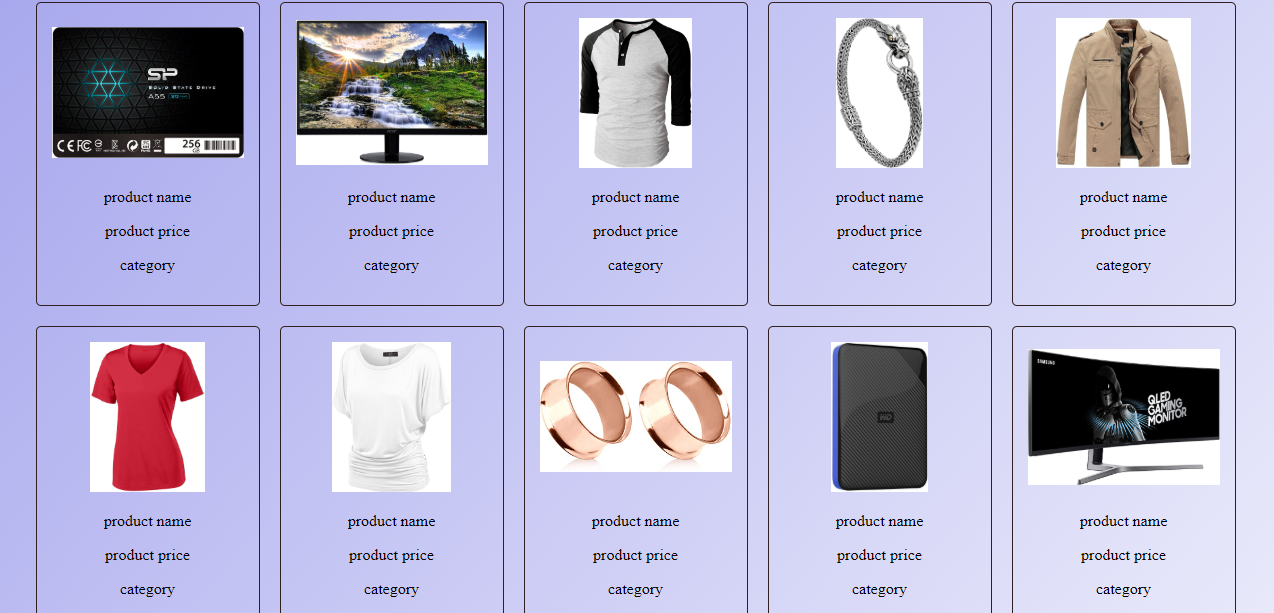 SP
SOLID STATE DRIVE
A55
256
GB
acer
product name
product name
product name
product name
product name
product price
product price
product price
product price
product price
category
category
category
category
category
SAMSUNG
QLED
GAMING
MONITOR
WD
product name
product name
product name
product name
product name
product price
product price
product price
product price
product price
category
category
category
category
category